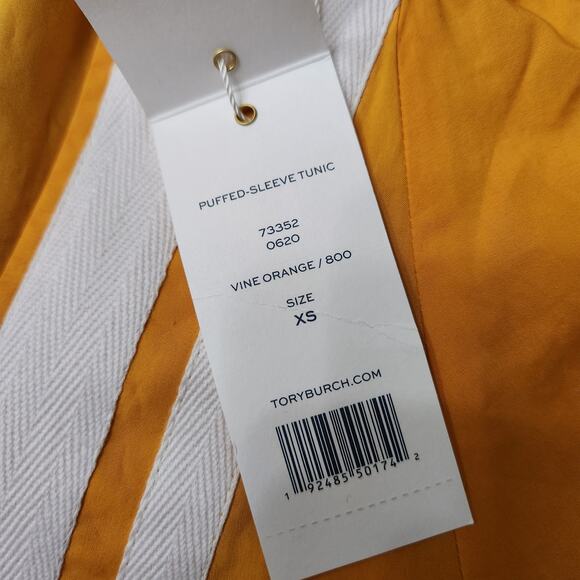 PUFFED-SLEEVE TUNIC
73352
0620
VINE ORANGE / 800
SIZE
XS
TORYBURCH.COM
1 92485 50174 2